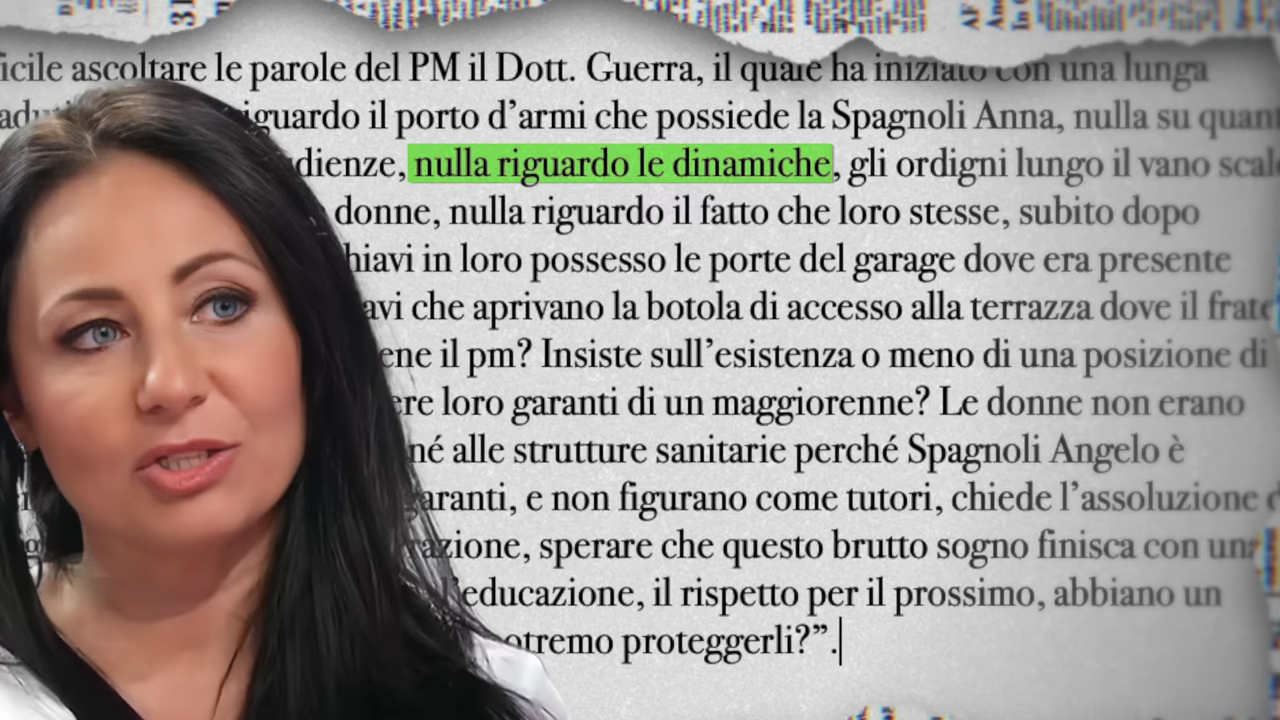 icile ascoltare le parole del PM il Dott. Guerra, il quale ha iniziato con una lunga
riguardo il porto d’armi che possiede la Spagnoli Anna, nulla su quan
dienze, nulla riguardo le dinamiche, gli ordigni lungo il vano scal
donne, nulla riguardo il fatto che loro stesse, subito dopo
hiavi in loro possesso le porte del garage dove era presente
avi che aprivano la botola di accesso alla terrazza dove il frate
ene il pm? Insiste sull’esistenza o meno di una posizione di
ere loro garanti di un maggiorenne? Le donne non erano
né alle strutture sanitarie perché Spagnoli Angelo è
garanti, e non figurano come tutori, chiede l’assoluzione
razione, sperare che questo brutto sogno finisca con una
l’educazione, il rispetto per il prossimo, abbiano un
otremo proteggerli?”.